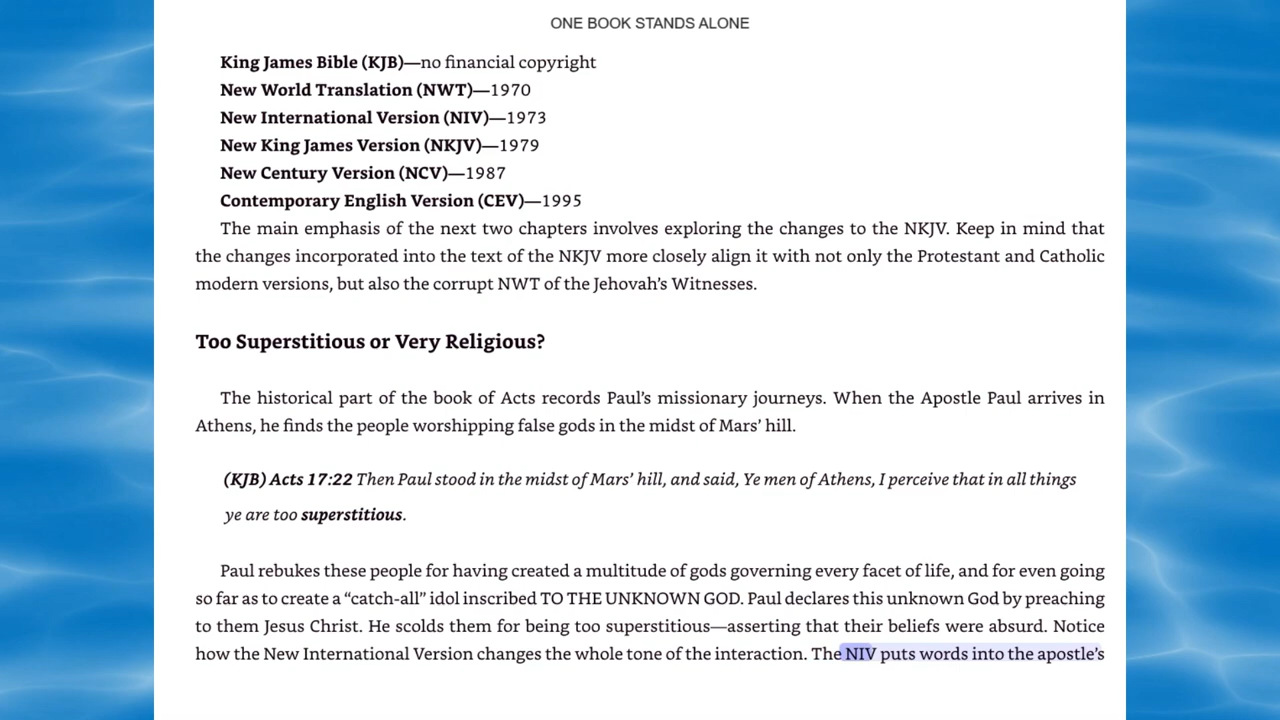 ONE BOOK STANDS ALONE
King James Bible (KJB)—no financial copyright
New World Translation (NWT)—1970
New International Version (NIV)—1973
New King James Version (NKJV)—1979
New Century Version (NCV)—1987
Contemporary English Version (CEV)—1995
The main emphasis of the next two chapters involves exploring the changes to the NKJV. Keep in mind that
the changes incorporated into the text of the NKJV more closely align it with not only the Protestant and Catholic
modern versions, but also the corrupt NWT of the Jehovah’s Witnesses.
Too Superstitious or Very Religious?
The historical part of the book of Acts records Paul’s missionary journeys. When the Apostle Paul arrives in
Athens, he finds the people worshipping false gods in the midst of Mars’ hill.
(KJB) Acts 17:22 Then Paul stood in the midst of Mars’ hill, and said, Ye men of Athens, I perceive that in all things
ye are too superstitious.
Paul rebukes these people for having created a multitude of gods governing every facet of life, and for even going
so far as to create a “catch-all” idol inscribed TO THE UNKNOWN GOD. Paul declares this unknown God by preaching
to them Jesus Christ. He scolds them for being too superstitious—asserting that their beliefs were absurd. Notice
how the New International Version changes the whole tone of the interaction. The NIV puts words into the apostle’s